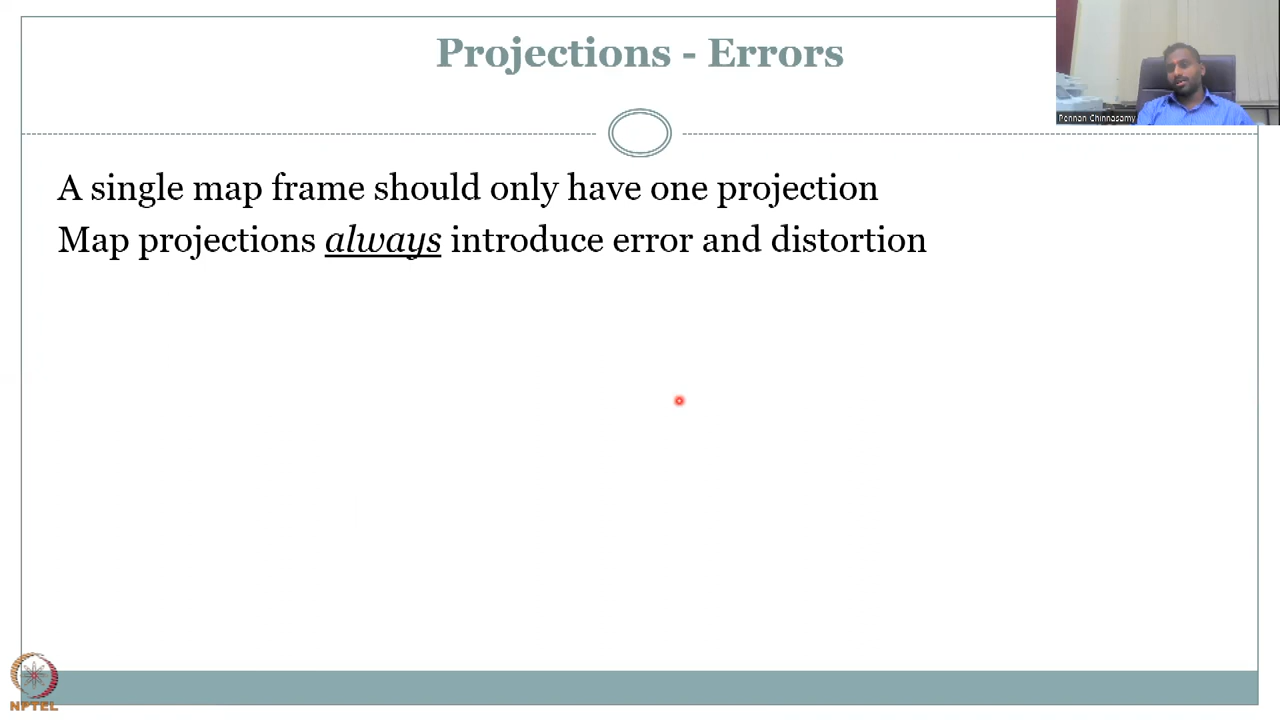 Projections - Errors
Pennan Chinnasamy
A single map frame should only have one projection
Map projections always introduce error and distortion
NPTEL